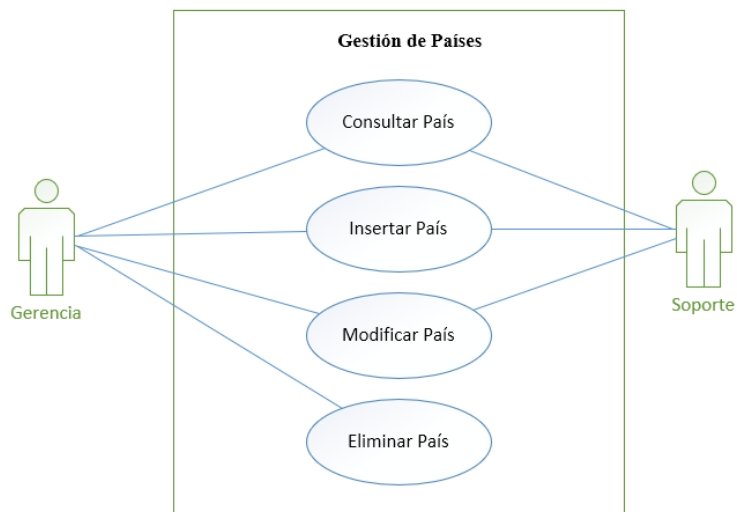 Gestión de Países
Consultar País
Insertar País
Modificar País
Eliminar País
Gerencia
Soporte